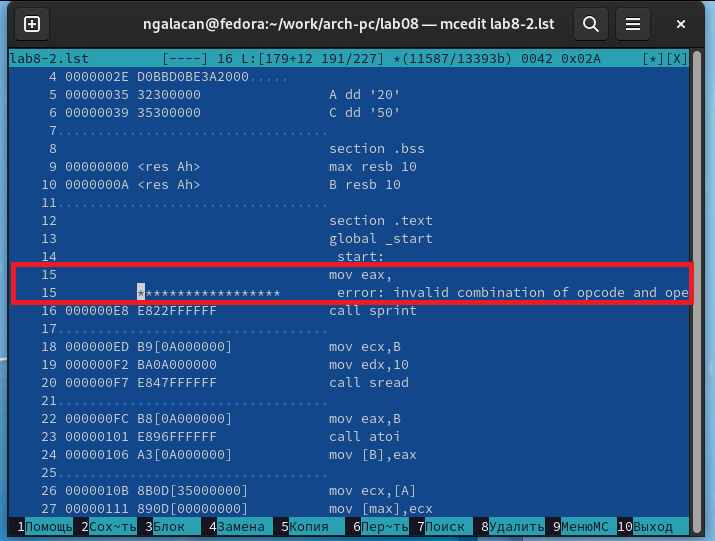 ngalacan@fedora:~/work/arch-pc/lab08 — mcedit lab8-2.lst
lab8-2.lst [----] 16 L:[179+12 191/227] *(11587/13393b) 0042 0x02A [*][X]
4 0000002E D0BBD0BE3A2000.....
5 00000035 32300000 A dd '20'
6 00000039 35300000 C dd '50'
7..................................
8 section .bss
9 00000000 <res Ah> max resb 10
10 0000000A <res Ah> B resb 10
11..................................
12 section .text
13 global _start
14 start:
15 mov eax,
15 ****************** error: invalid combination of opcode and ope
16 000000E8 E822FFFFFF call sprint
17..................................
18 000000ED B9[0A000000] mov ecx,B
19 000000F2 BA0A000000 mov edx,10
20 000000F7 E847FFFFFF call sread
21..................................
22 000000FC B8[0A000000] mov eax,B
23 00000101 E896FFFFFF call atoi
24 00000106 A3[0A000000] mov [B],eax
25..................................
26 0000010B 8B0D[35000000] mov ecx,[A]
27 00000111 890D[00000000] mov [max],ecx
1Помощь 2Сох~ть 3Блок 4Замена 5Копия 6Пер~ть 7Поиск 8Удалить 9МенюMC 10Выход